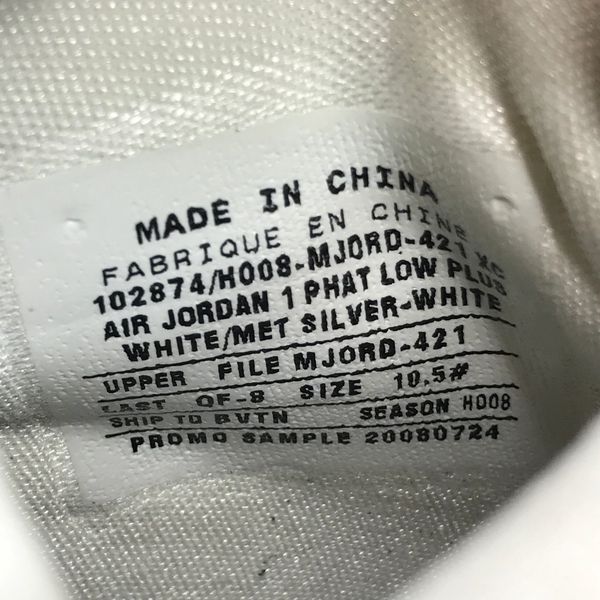 MADE IN CHINA
FABRIQUE EN CHINE
102874/H008-MJORD-421 XC
AIR JORDAN 1 PHAT LOW PLUS
WHITE/MET SILVER-WHITE
UPPER FILE MJORD-421
LAST QF-8 SIZE 10.5#
SHIP TO BVTN SEASON H008
PROMO SAMPLE 20080724